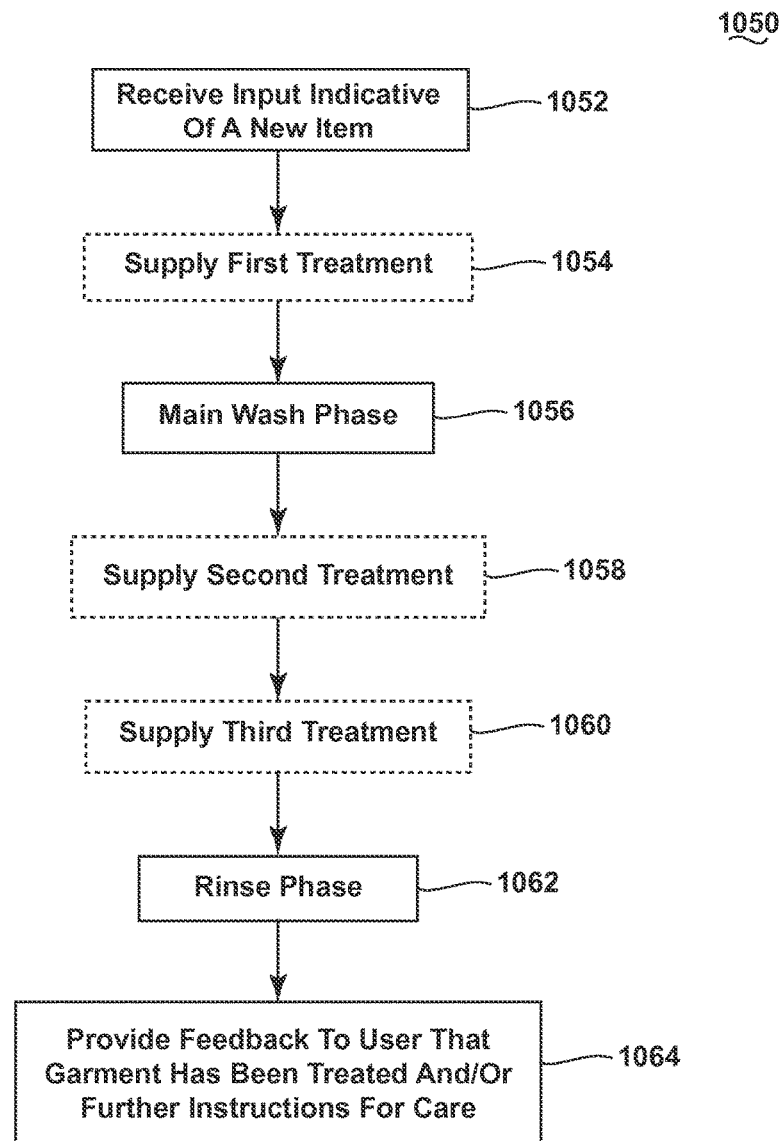 1050
Receive Input Indicative
Of A New Item
1052
Supply First Treatment
1054
Main Wash Phase
1056
Supply Second Treatment
1058
Supply Third Treatment
1060
Rinse Phase
1062
Provide Feedback To User That
Garment Has Been Treated And/Or
Further Instructions For Care
1064